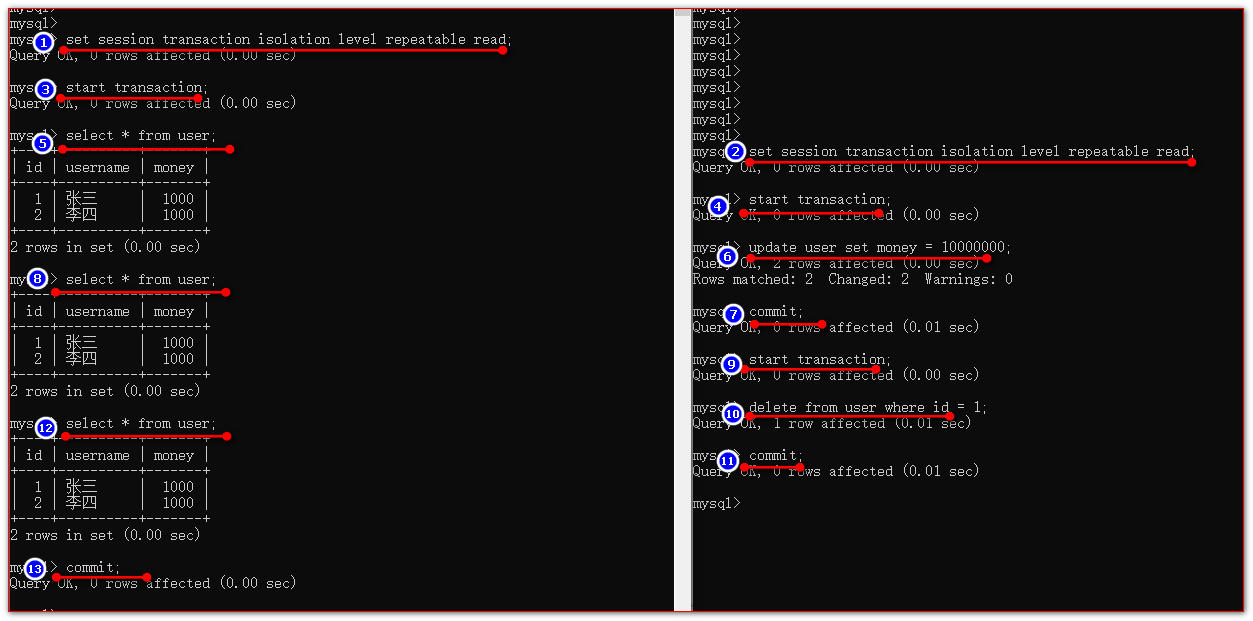 mysql>
mysql>
① mysql> set session transaction isolation level repeatable read;
Query OK, 0 rows affected (0.00 sec)
③ mysql> start transaction;
Query OK, 0 rows affected (0.00 sec)
⑤ mysql> select * from user;
+----+----------+-------+
| id | username | money |
+----+----------+-------+
| 1 | 张三 | 1000 |
| 2 | 李四 | 1000 |
+----+----------+-------+
2 rows in set (0.00 sec)
⑧ mysql> select * from user;
+----+----------+-------+
| id | username | money |
+----+----------+-------+
| 1 | 张三 | 1000 |
| 2 | 李四 | 1000 |
+----+----------+-------+
2 rows in set (0.00 sec)
⑫ mysql> select * from user;
+----+----------+-------+
| id | username | money |
+----+----------+-------+
| 1 | 张三 | 1000 |
| 2 | 李四 | 1000 |
+----+----------+-------+
2 rows in set (0.00 sec)
⑬ mysql> commit;
Query OK, 0 rows affected (0.00 sec)
mysql>
mysql>
mysql>
mysql>
mysql>
mysql>
mysql>
mysql>
mysql>
mysql>
② mysql> set session transaction isolation level repeatable read;
Query OK, 0 rows affected (0.00 sec)
④ mysql> start transaction;
Query OK, 0 rows affected (0.00 sec)
⑥ mysql> update user set money = 10000000;
Query OK, 2 rows affected (0.00 sec)
Rows matched: 2 Changed: 2 Warnings: 0
⑦ mysql> commit;
Query OK, 0 rows affected (0.01 sec)
⑨ mysql> start transaction;
Query OK, 0 rows affected (0.00 sec)
⑩ mysql> delete from user where id = 1;
Query OK, 1 row affected (0.01 sec)
⑪ mysql> commit;
Query OK, 0 rows affected (0.01 sec)
mysql>